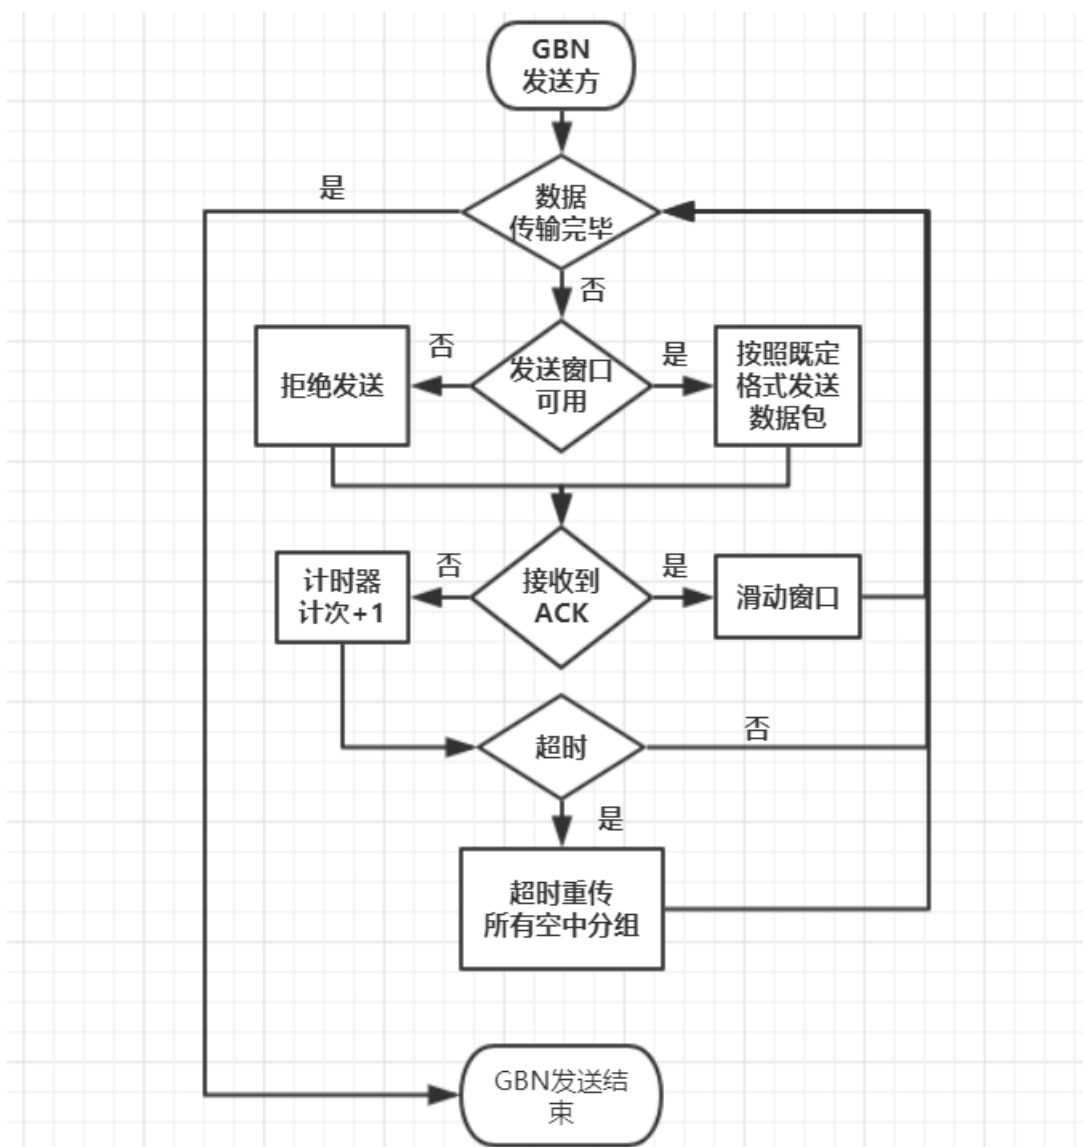 GBN
发送方
是
数据
传输完毕
否
否
发送窗口
可用
是
拒绝发送
按照既定
格式发送
数据包
否
接收到
ACK
是
计时器
计次+1
滑动窗口
超时
否
是
超时重传
所有空中分组
GBN发送结
束